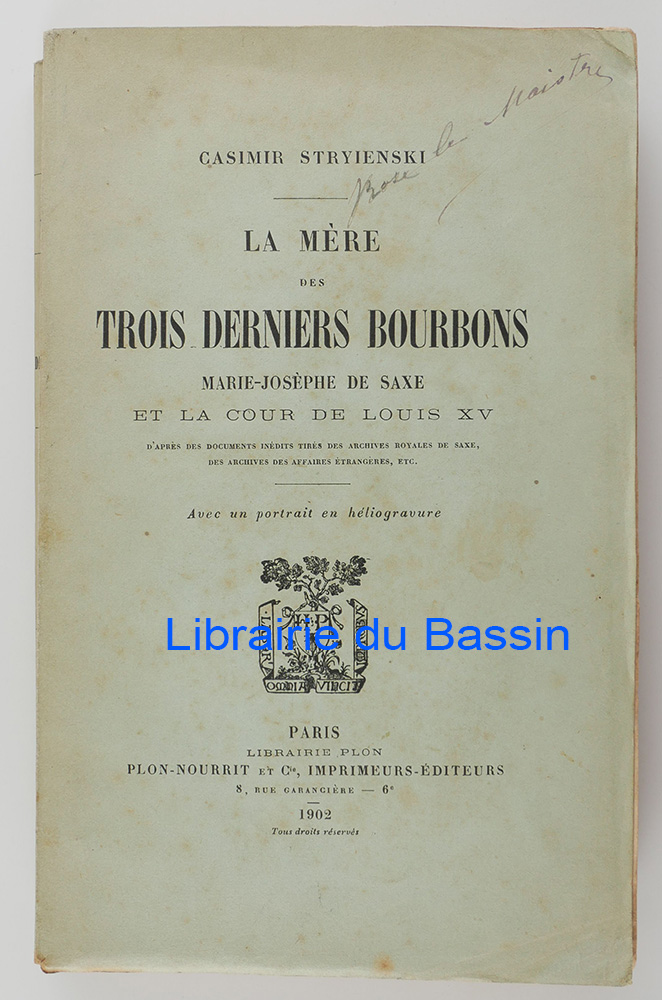 Rose le Maistre
CASIMIR STRYIENSKI
LA MÈRE
DES
TROIS DERNIERS BOURBONS
MARIE-JOSÈPHE DE SAXE
ET LA COUR DE LOUIS XV
D'APRÈS DES DOCUMENTS INÉDITS TIRÉS DES ARCHIVES ROYALES DE SAXE,
DES ARCHIVES DES AFFAIRES ÉTRANGÈRES, ETC.
Avec un portrait en héliogravure
H P
Librairie du Bassin
OMNIA VINCIT
PARIS
LIBRAIRIE PLON
PLON-NOURRIT ET Cie, IMPRIMEURS-ÉDITEURS
8, RUE GARANCIÈRE — 6e
1902
Tous droits réservés